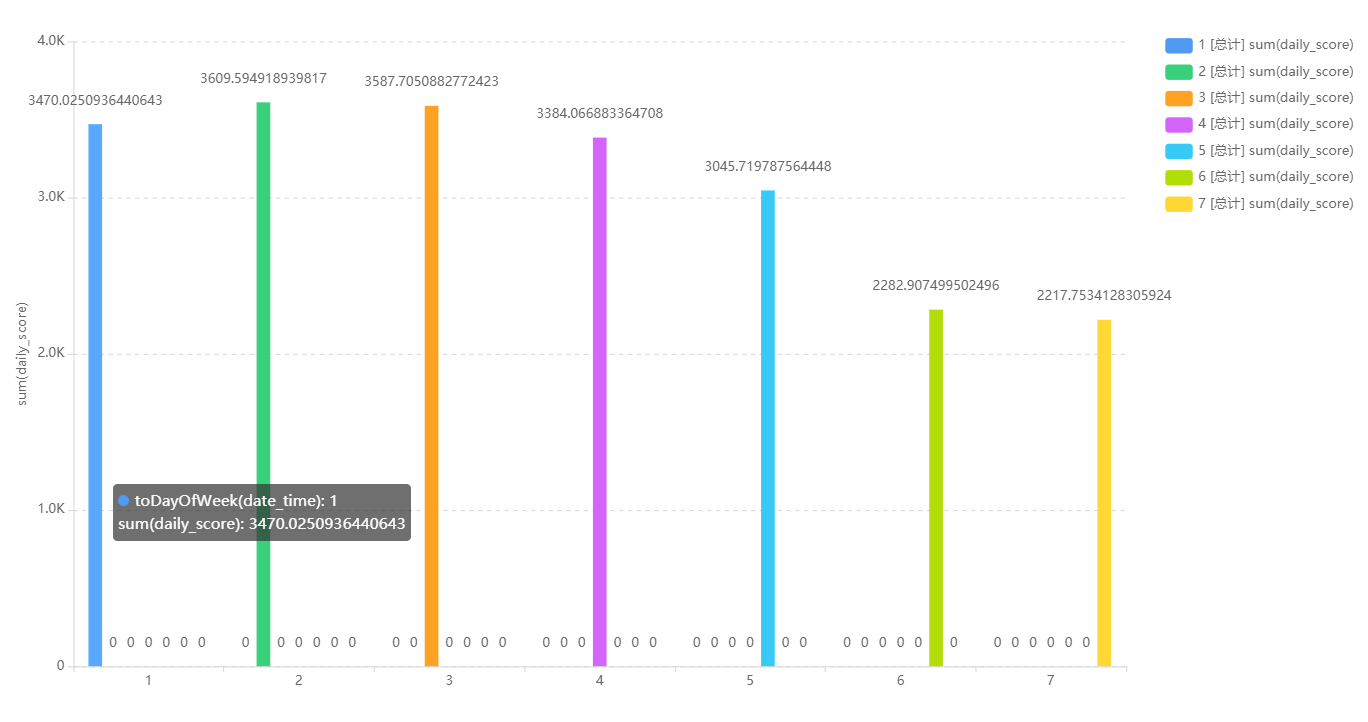 4.0K
3.0K
2.0K
1.0K
0
sum(daily_score)
3470.0250936440643
3609.594918939817
3587.7050882772423
3384.066883364708
3045.719787564448
2282.907499502496
2217.7534128305924
toDayOfWeek(date_time): 1
sum(daily_score): 3470.0250936440643
0 0 0 0 0 0 0 0 0 0 0 0 0 0 0 0 0 0 0 0 0 0 0 0 0 0 0 0 0 0 0 0 0 0 0 0 0 0 0 0 0 0
1 2 3 4 5 6 7
1 [总计] sum(daily_score)
2 [总计] sum(daily_score)
3 [总计] sum(daily_score)
4 [总计] sum(daily_score)
5 [总计] sum(daily_score)
6 [总计] sum(daily_score)
7 [总计] sum(daily_score)